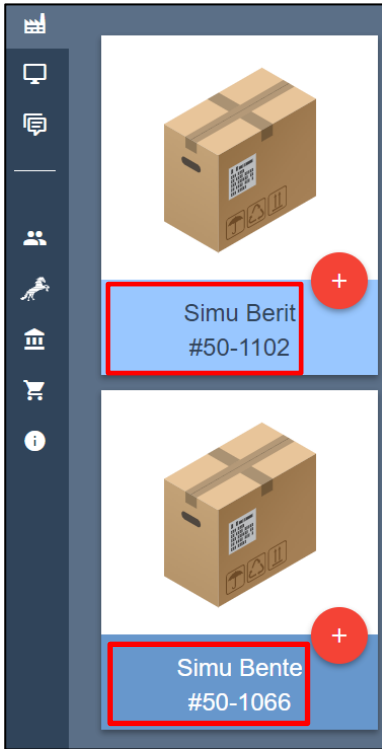 +
Simu Berit
#50-1102
+
Simu Bente
#50-1066